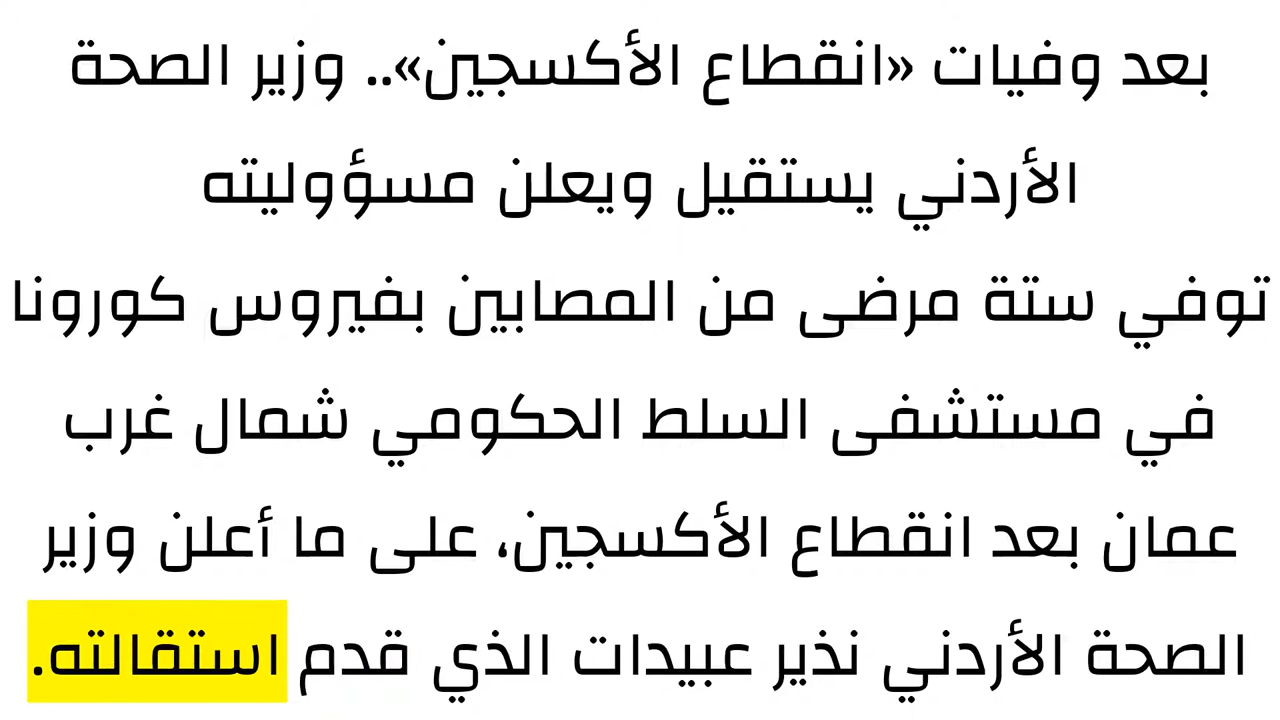 بعد وفيات «انقطاع الأكسجين».. وزير الصحة
الأردني يستقيل ويعلن مسؤوليته
توفي ستة مرضى من المصابين بفيروس كورونا
في مستشفى السلط الحكومي شمال غرب
عمان بعد انقطاع الأكسجين، على ما أعلن وزير
الصحة الأردني نذير عبيدات الذي قدم استقالته.